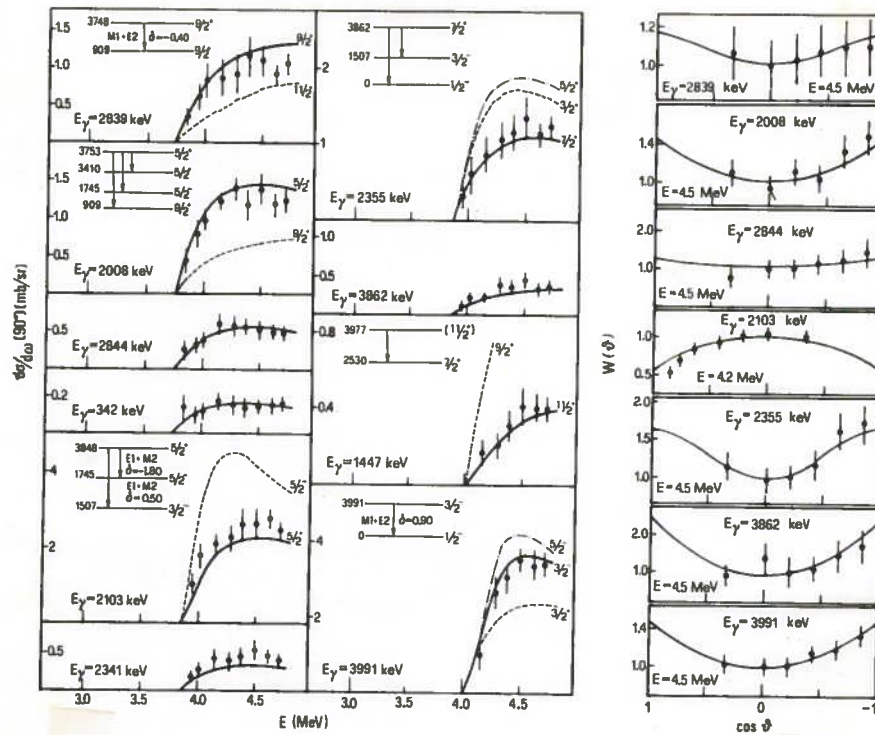 3748 9/2⁺
M1+E2 δ=-0.40
909 9/2⁺
9/2⁺
11/2⁻
1.5
1.0
0.5
Eγ=2839 keV
3753 5/2⁺
3410 5/2⁻
1745 5/2⁻
909 9/2⁺
5/2⁺
9/2⁺
1.5
1.0
0.5
Eγ=2008 keV
0.5
Eγ=2844 keV
0.2
Eγ=342 keV
3848 5/2⁺
E1+M2
δ=-1.80
1745 5/2⁻
E1+M2
δ=0.50
1507 3/2⁻
5/2⁻
5/2⁺
4
2
Eγ=2103 keV
0.5
Eγ=2341 keV
3.0 4.0 4.5
dσ/dω (90°)(mb/sr)
3862 7/2⁺
1507 3/2⁻
0 1/2⁻
5/2⁺
3/2⁺
7/2⁺
2
1
Eγ=2355 keV
1.0
0.5
Eγ=3862 keV
3977 (11/2⁺)
2530 7/2⁺
9/2⁺
11/2⁺
0.8
0.4
Eγ=1447 keV
3991 3/2⁻
M1+E2 δ=0.90
0 1/2⁻
5/2⁻
3/2⁻
3/2⁺
4
2
Eγ=3991 keV
3.0 4.0 4.5
E (MeV)
1.2
1.0
Eγ=2839 keV E=4.5 MeV
Eγ=2008 keV
1.4
1.0
E=4.5 MeV
Eγ=2844 keV
2.0
1.0
E=4.5 MeV
Eγ=2103 keV
1.0
0.5
E=4.2 MeV
Eγ=2355 keV
2.0
1.5
1.0
E=4.5 MeV
Eγ=3862 keV
2.0
1.0
E=4.5 MeV
Eγ=3991 keV
1.4
1.0
E=4.5 MeV
1 0 -1
cos ϑ
W(ϑ)